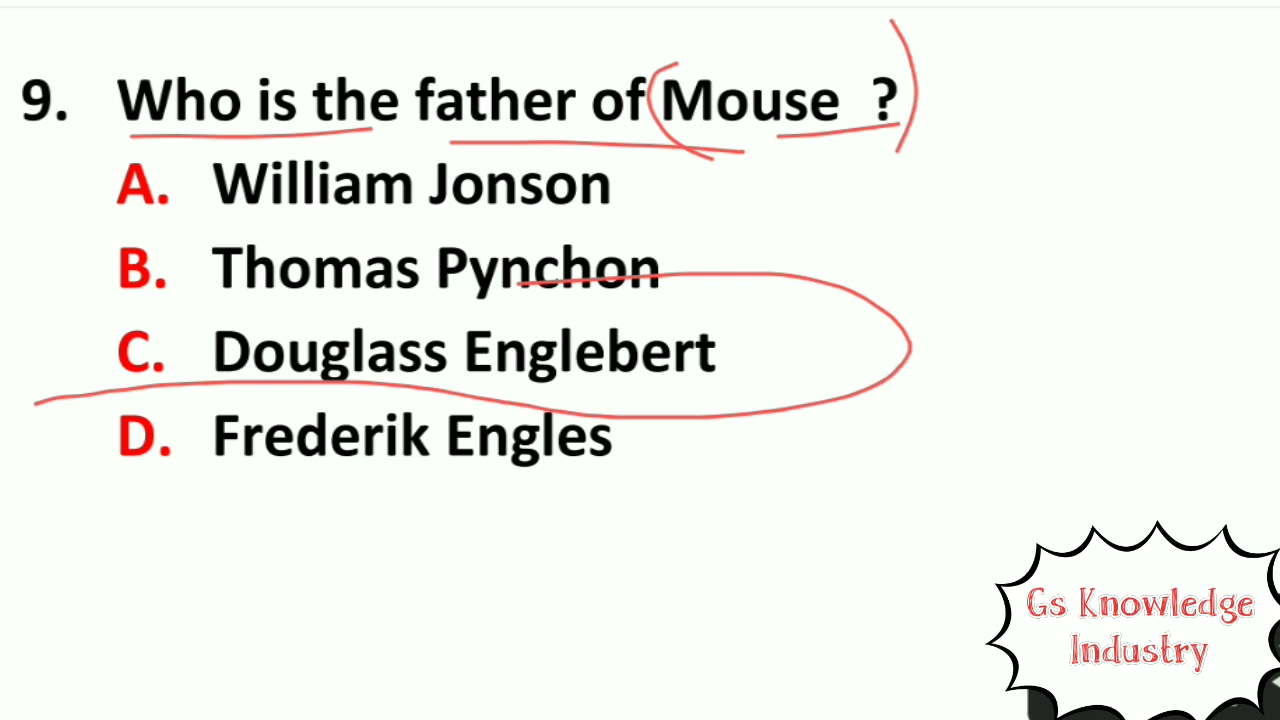 9. Who is the father of Mouse ?
A. William Jonson
B. Thomas Pynchon
C. Douglass Englebert
D. Frederik Engles
Gs Knowledge
Industry